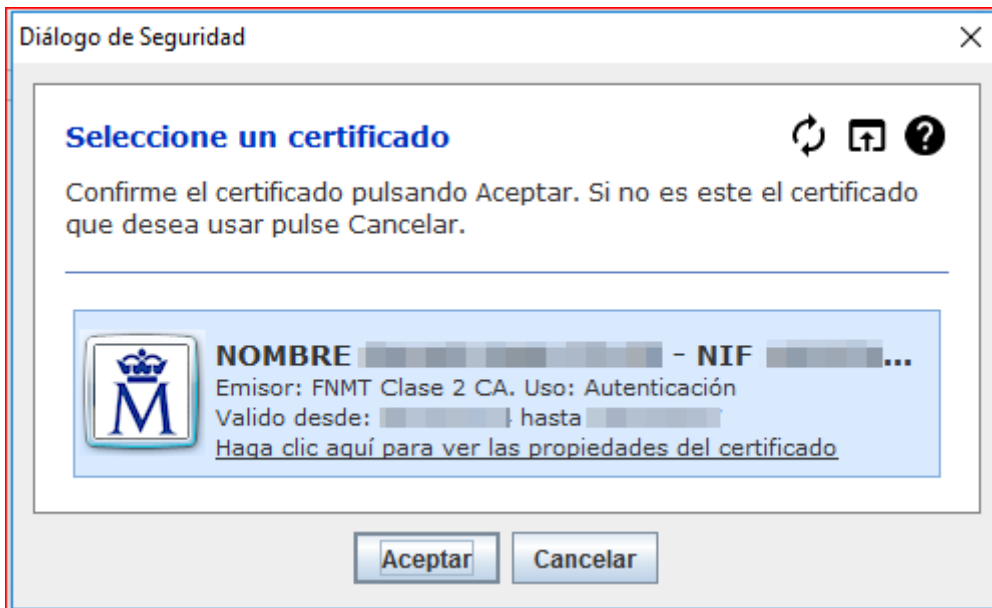 Diálogo de Seguridad
Seleccione un certificado
Confirme el certificado pulsando Aceptar. Si no es este el certificado
que desea usar pulse Cancelar.
NOMBRE - NIF ...
Emisor: FNMT Clase 2 CA. Uso: Autenticación
Valido desde: hasta
Haga clic aquí para ver las propiedades del certificado
M
Aceptar Cancelar